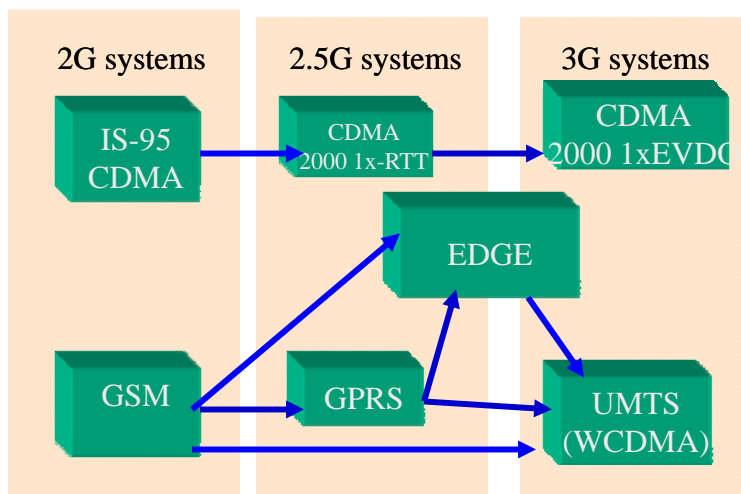 2G systems
2.5G systems
3G systems
IS-95
CDMA
CDMA
2000 1x-RTT
CDMA
2000 1xEVDO
EDGE
GSM
GPRS
UMTS
(WCDMA)